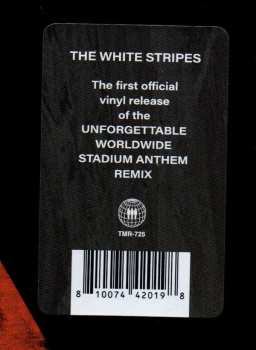 THE WHITE STRIPES
The first official
vinyl release
of the
UNFORGETTABLE
WORLDWIDE
STADIUM ANTHEM
REMIX
TMR-725
8 10074 42019 8